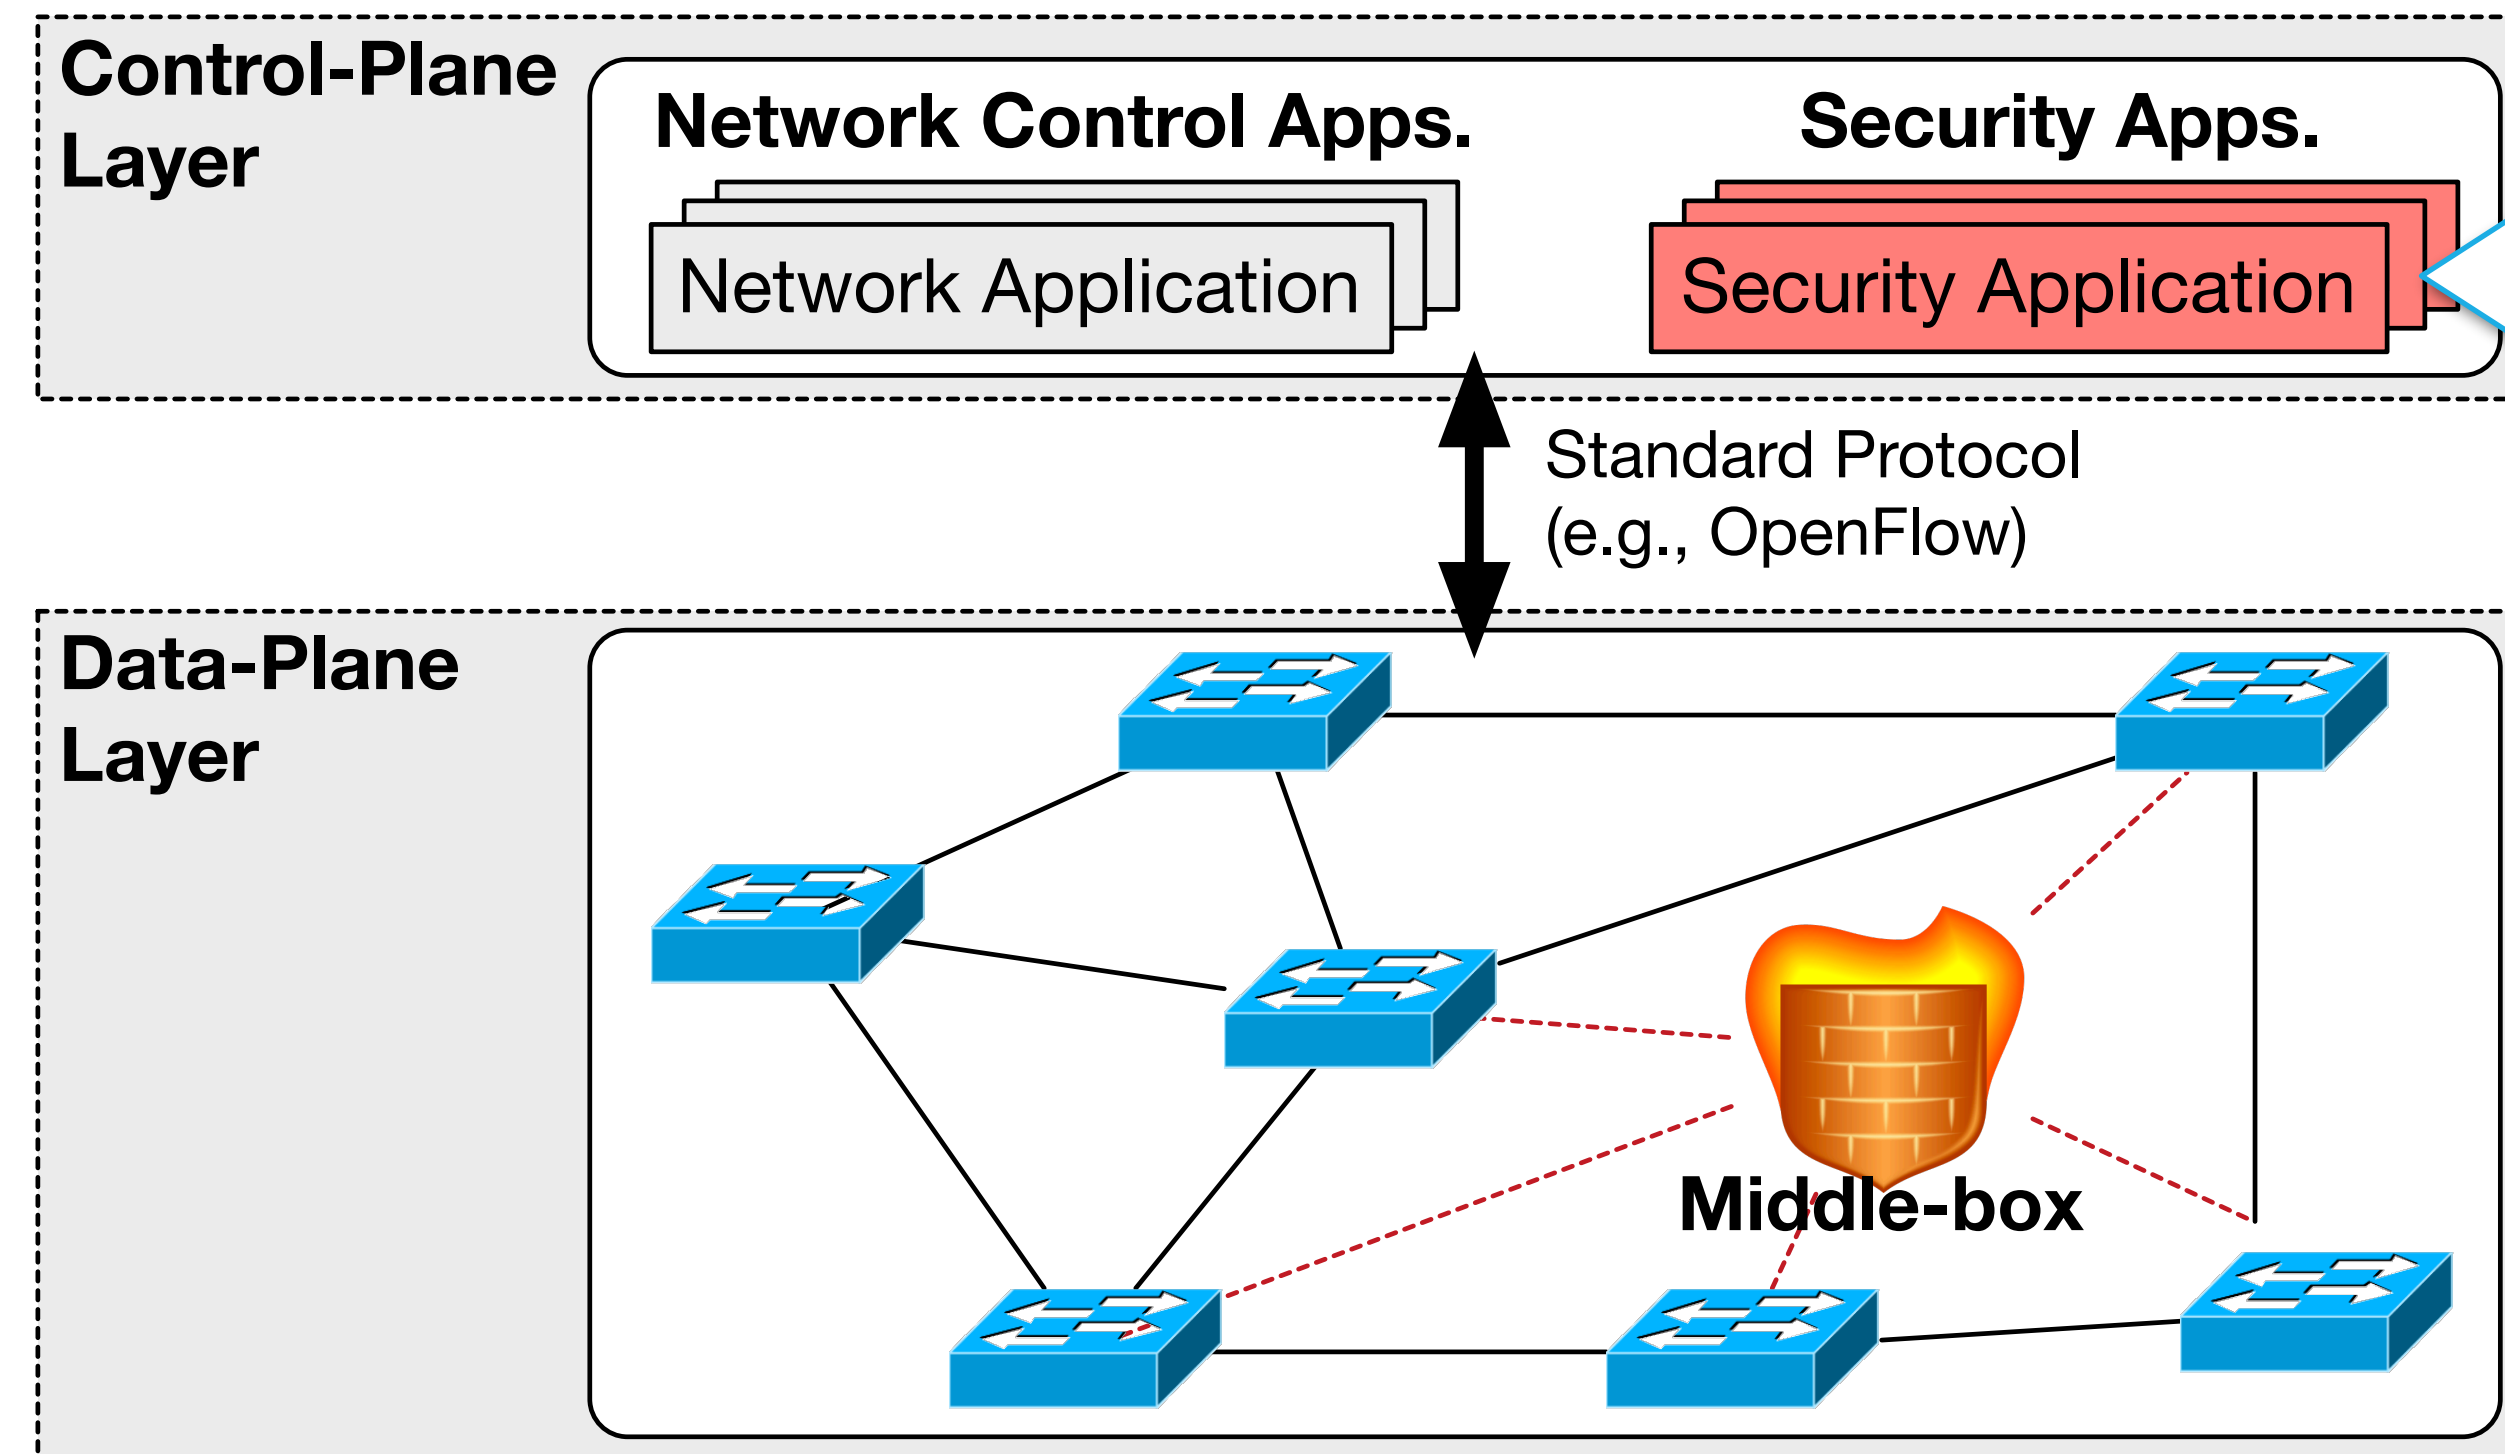 Control-Plane
Layer
Network Control Apps.
Security Apps.
Network Application
Security Application
Standard Protocol
(e.g., OpenFlow)
Data-Plane
Layer
Middle-box